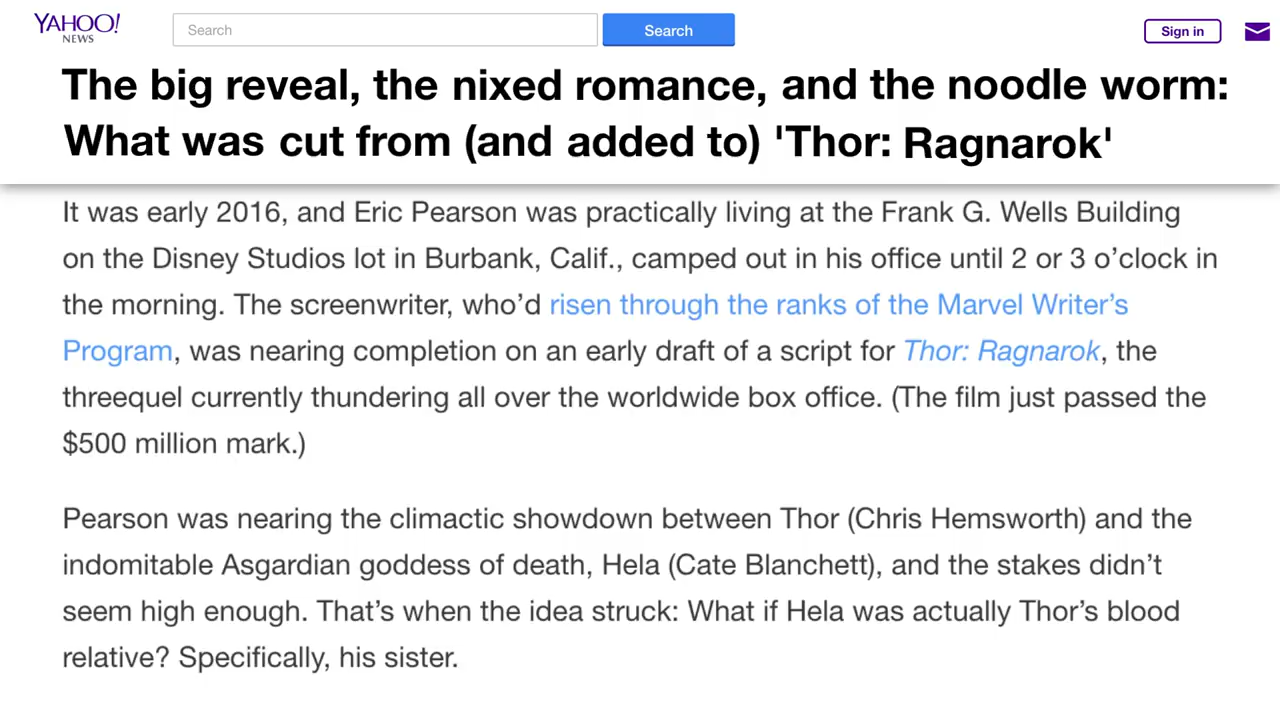 YAHOO!
NEWS
Search
Search
Sign in
The big reveal, the nixed romance, and the noodle worm:
What was cut from (and added to) 'Thor: Ragnarok'
It was early 2016, and Eric Pearson was practically living at the Frank G. Wells Building
on the Disney Studios lot in Burbank, Calif., camped out in his office until 2 or 3 o’clock in
the morning. The screenwriter, who’d risen through the ranks of the Marvel Writer’s
Program, was nearing completion on an early draft of a script for Thor: Ragnarok, the
threequel currently thundering all over the worldwide box office. (The film just passed the
$500 million mark.)
Pearson was nearing the climactic showdown between Thor (Chris Hemsworth) and the
indomitable Asgardian goddess of death, Hela (Cate Blanchett), and the stakes didn’t
seem high enough. That’s when the idea struck: What if Hela was actually Thor’s blood
relative? Specifically, his sister.